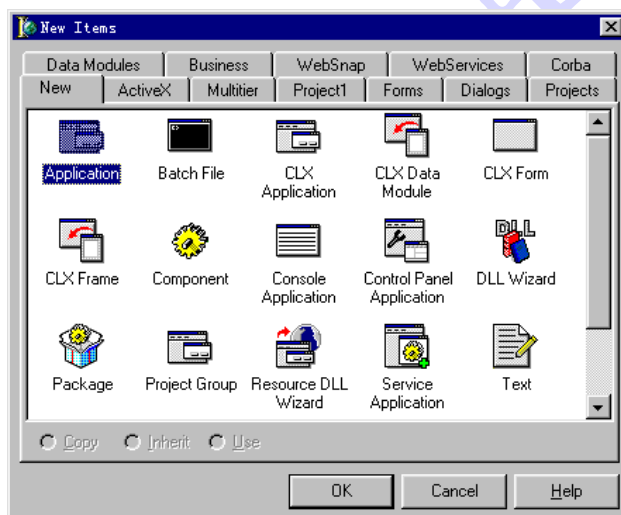 New Items
Data Modules Business WebSnap WebServices Corba
New ActiveX Multitier Project1 Forms Dialogs Projects
Application Batch File CLX Application CLX Data Module CLX Form
CLX Frame Component Console Application Control Panel Application DLL Wizard
Package Project Group Resource DLL Wizard Service Application Text
Copy Inherit Use
OK Cancel Help